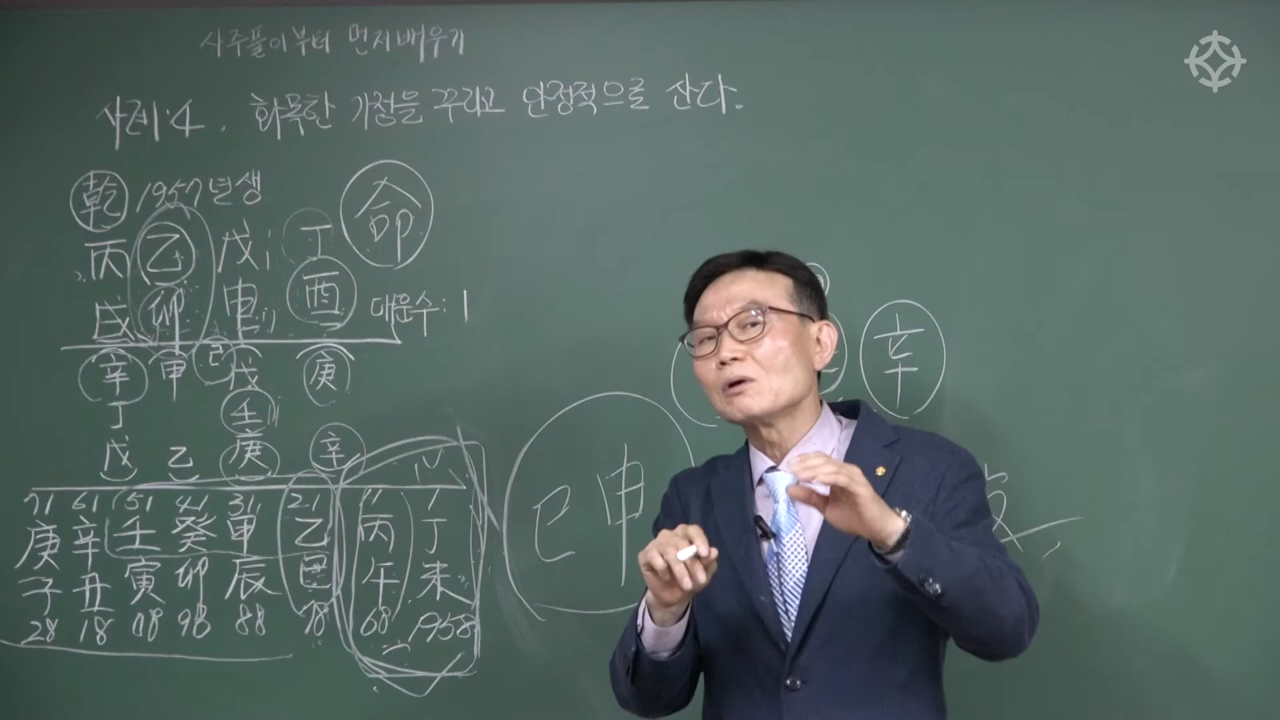 사주풀이부터 먼저배우기
사례:4. 화목한 가정을 꾸리고 안정적으로 산다.
乾 1957년생 命
丙 乙 戊 丁
戌 卯 申 酉 대운수:1
辛 甲 己 戊 庚
丁 壬
戊 乙 庚 辛
71 61 51 41 31 21 11 1
庚 辛 壬 癸 甲 乙 丙 丁
子 丑 寅 卯 辰 巳 午 未
28 18 08 98 88 78 68 1958
巳申
辛